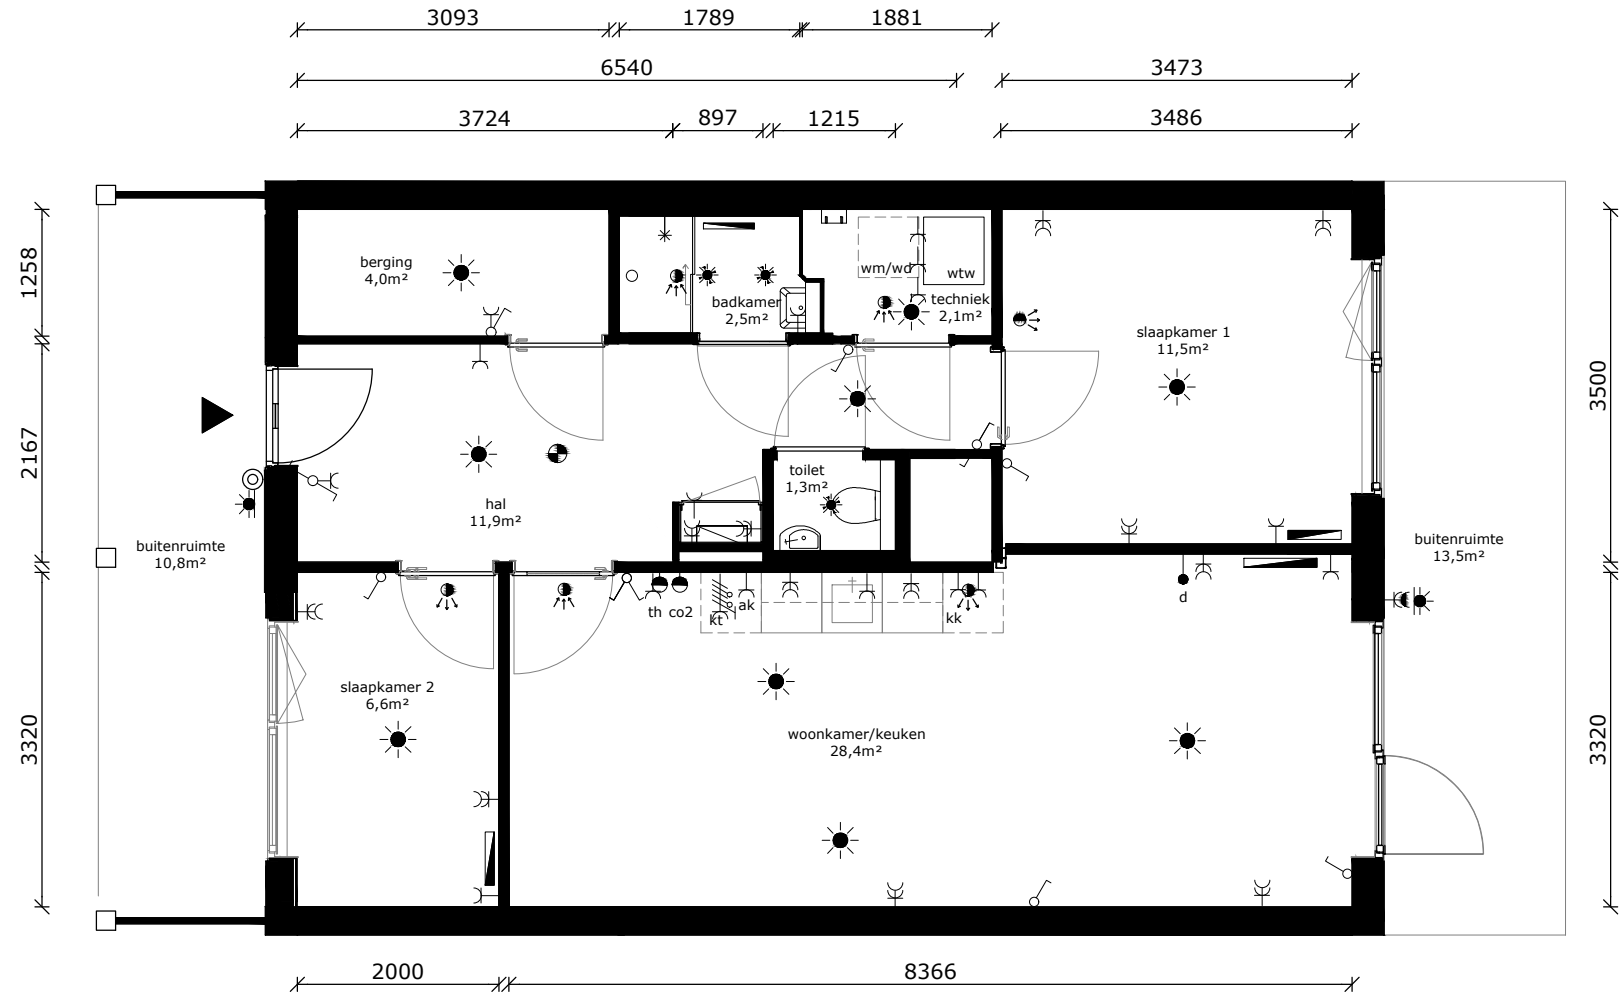 3093 1789 1881
6540 3473
3724 897 1215 3486
1258
2167
3320
3500
3320
berging
4,0m²
badkamer
2,5m²
wm/wd
wtw
techniek
2,1m²
slaapkamer 1
11,5m²
toilet
1,3m²
hal
11,9m²
buitenruimte
10,8m²
buitenruimte
13,5m²
th co2 kt ak kk d
slaapkamer 2
6,6m²
woonkamer/keuken
28,4m²
2000 8366